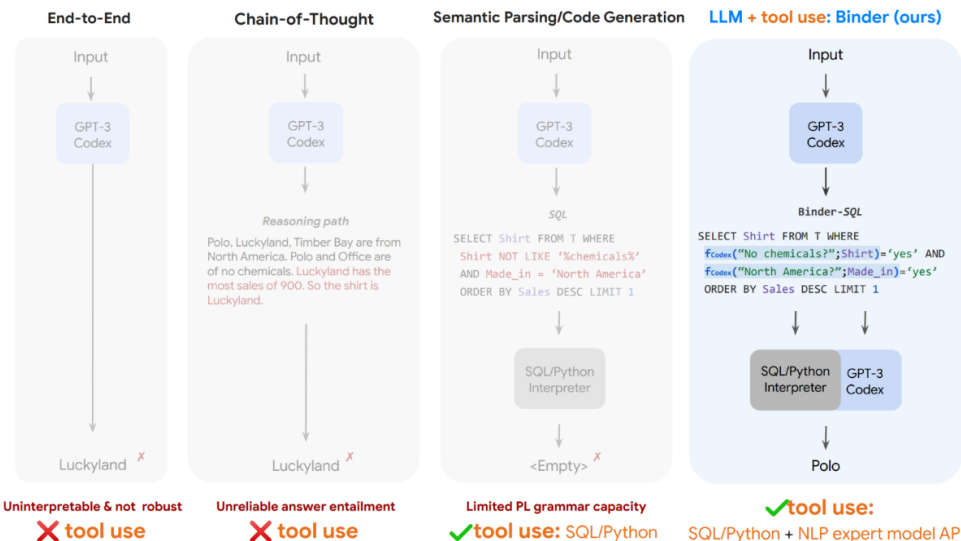 End-to-End
Input
GPT-3
Codex
Luckyland ✗
Uninterpretable & not robust
❌ tool use
Chain-of-Thought
Input
GPT-3
Codex
Reasoning path
Polo, Luckyland, Timber Bay are from
North America. Polo and Office are
of no chemicals. Luckyland has the
most sales of 900. So the shirt is
Luckyland.
Luckyland ✗
Unreliable answer entailment
❌ tool use
Semantic Parsing/Code Generation
Input
GPT-3
Codex
SQL
SELECT Shirt FROM T WHERE
Shirt NOT LIKE ‘%chemicals%’
AND Made_in = ‘North America’
ORDER BY Sales DESC LIMIT 1
SQL/Python
Interpreter
<Empty> ✗
Limited PL grammar capacity
✓tool use: SQL/Python
LLM + tool use: Binder (ours)
Input
GPT-3
Codex
Binder-SQL
SELECT Shirt FROM T WHERE
fCodex(“No chemicals?”;Shirt)=‘yes’ AND
fCodex(“North America?”;Made_in)=‘yes’
ORDER BY Sales DESC LIMIT 1
SQL/Python
Interpreter
GPT-3
Codex
Polo
✓tool use:
SQL/Python + NLP expert model AP